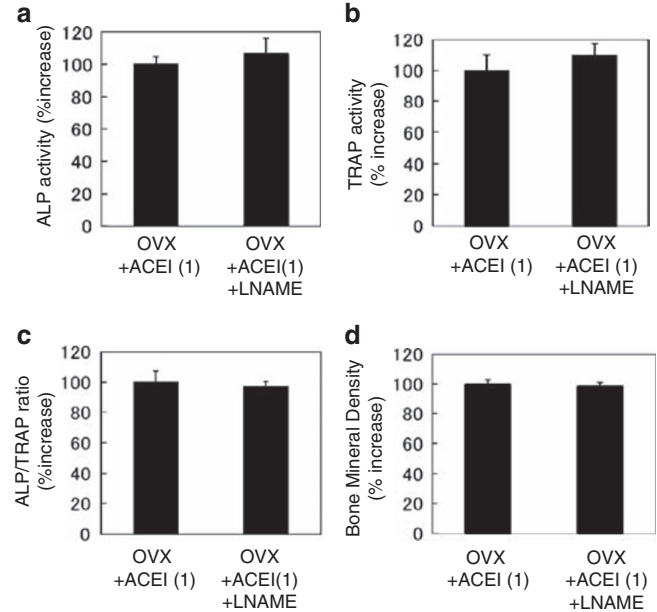 a
ALP activity (%increase)
120
100
80
60
40
20
0
OVX
+ACEI (1)
OVX
+ACEI(1)
+LNAME
b
TRAP activity
(% increase)
120
100
80
60
40
20
0
OVX
+ACEI (1)
OVX
+ACEI (1)
+LNAME
c
ALP/TRAP ratio
(%increase)
120
100
80
60
40
20
0
OVX
+ACEI (1)
OVX
+ACEI(1)
+LNAME
d
Bone Mineral Density
(% increase)
120
100
80
60
40
20
0
OVX
+ACEI (1)
OVX
+ACEI (1)
+LNAME